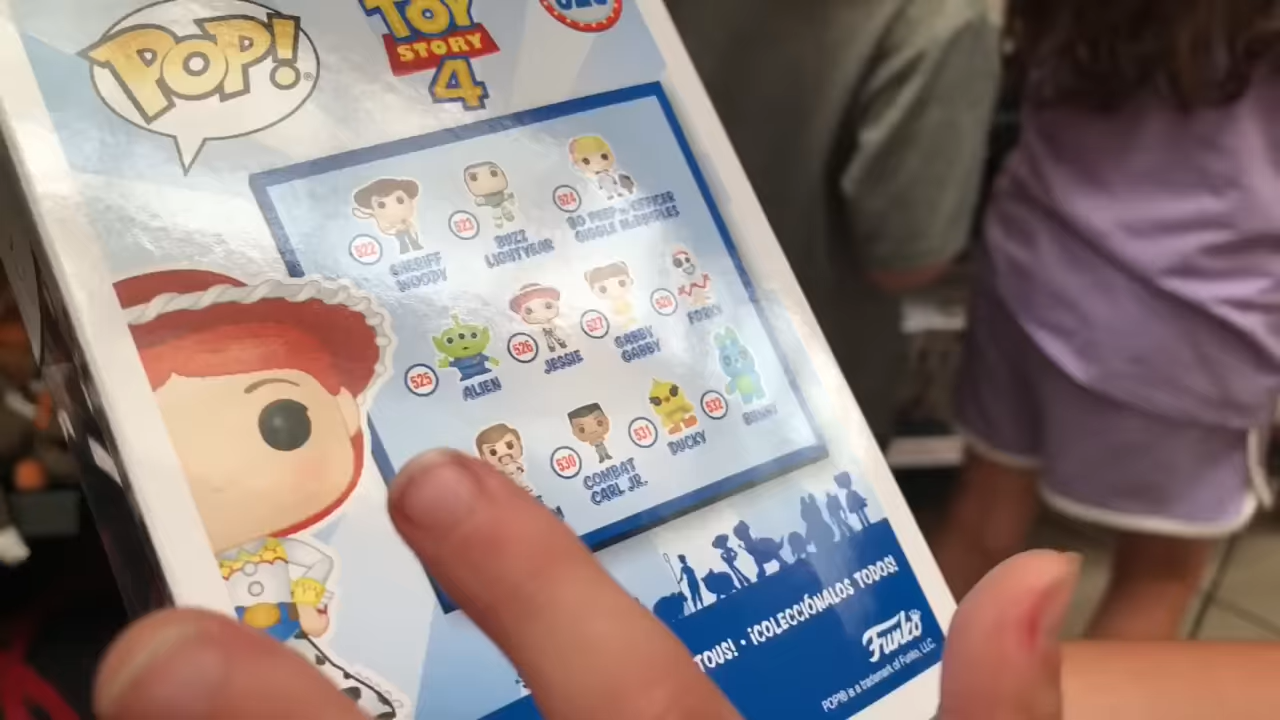 POP!
TOY
STORY
4
522
SHERIFF
WOODY
523
BUZZ
LIGHTYEAR
524
BO PEEP w/ OFFICER
GIGGLE McDIMPLES
525
ALIEN
526
JESSIE
527
GABBY
GABBY
528
FORKY
530
COMBAT
CARL JR.
531
DUCKY
532
BUNNY
TOUS! • ¡COLECCIÓNALOS TODOS!
Funko
POP!® is a trademark of Funko, LLC.